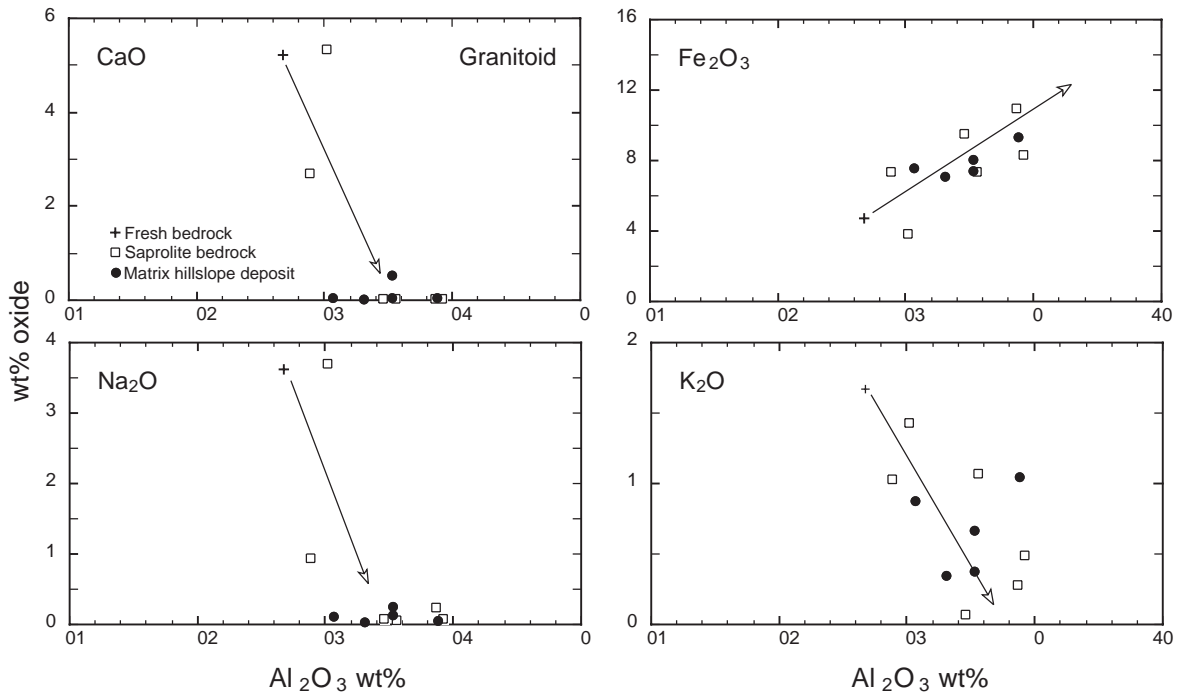 6
CaO
Granitoid
4
2
+ Fresh bedrock
□ Saprolite bedrock
● Matrix hillslope deposit
0
01 02 03 04 0
16
Fe2O3
12
8
4
0
01 02 03 0 40
wt% oxide
4
Na2O
3
2
1
0
01 02 03 04 0
Al2O3 wt%
2
K2O
1
0
01 02 03 0 40
Al2O3 wt%